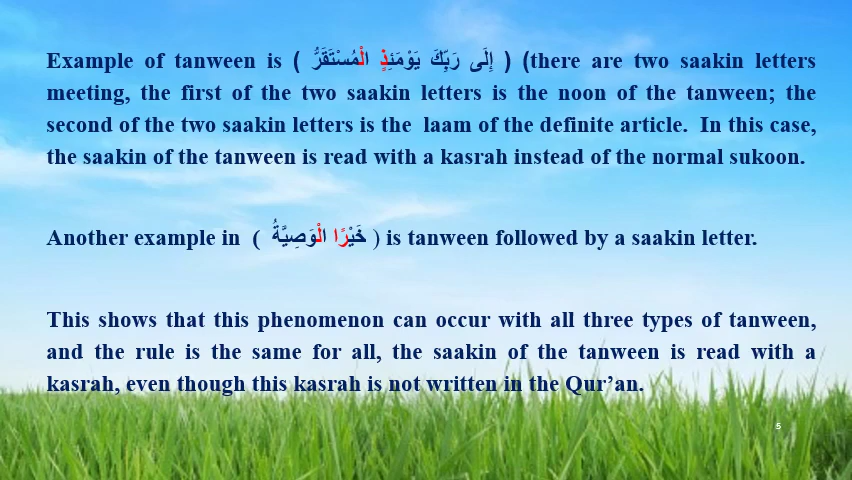 Example of tanween is ( إِلَى رَبِّكَ يَوْمَئِذٍ الْمُسْتَقَرُّ ) (there are two saakin letters
meeting, the first of the two saakin letters is the noon of the tanween; the
second of the two saakin letters is the laam of the definite article. In this case,
the saakin of the tanween is read with a kasrah instead of the normal sukoon.
Another example in ( خَيْرًا الْوَصِيَّةُ ) is tanween followed by a saakin letter.
This shows that this phenomenon can occur with all three types of tanween,
and the rule is the same for all, the saakin of the tanween is read with a
kasrah, even though this kasrah is not written in the Qur’an.
5